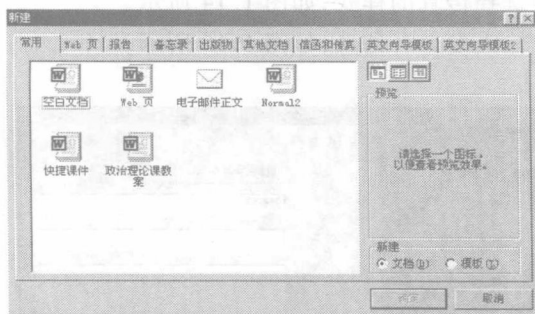 新建
常用 Web 页 报告 备忘录 出版物 其他文档 信函和传真 英文向导模板 英文向导模板2
空白文档 Web 页 电子邮件正文 Normal2
快捷课件 政治理论课教案
预览
请选择一个图标，
以便查看预览效果。
新建
文档(D) 模板(T)
确定 取消